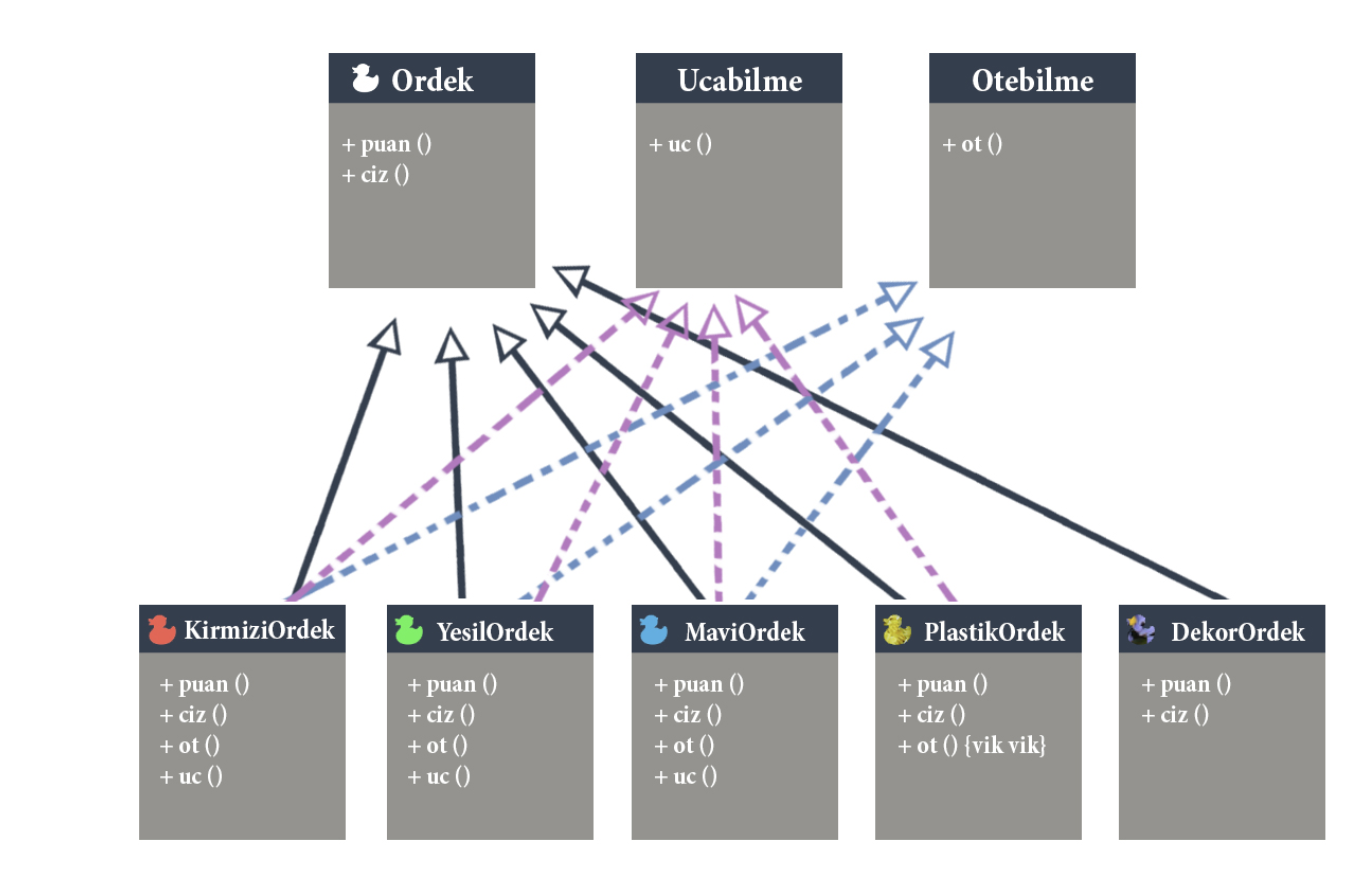 Ordek
+ puan ()
+ ciz ()
Ucabilme
+ uc ()
Otebilme
+ ot ()
KirmiziOrdek
+ puan ()
+ ciz ()
+ ot ()
+ uc ()
YesilOrdek
+ puan ()
+ ciz ()
+ ot ()
+ uc ()
MaviOrdek
+ puan ()
+ ciz ()
+ ot ()
+ uc ()
PlastikOrdek
+ puan ()
+ ciz ()
+ ot () {vik vik}
DekorOrdek
+ puan ()
+ ciz ()